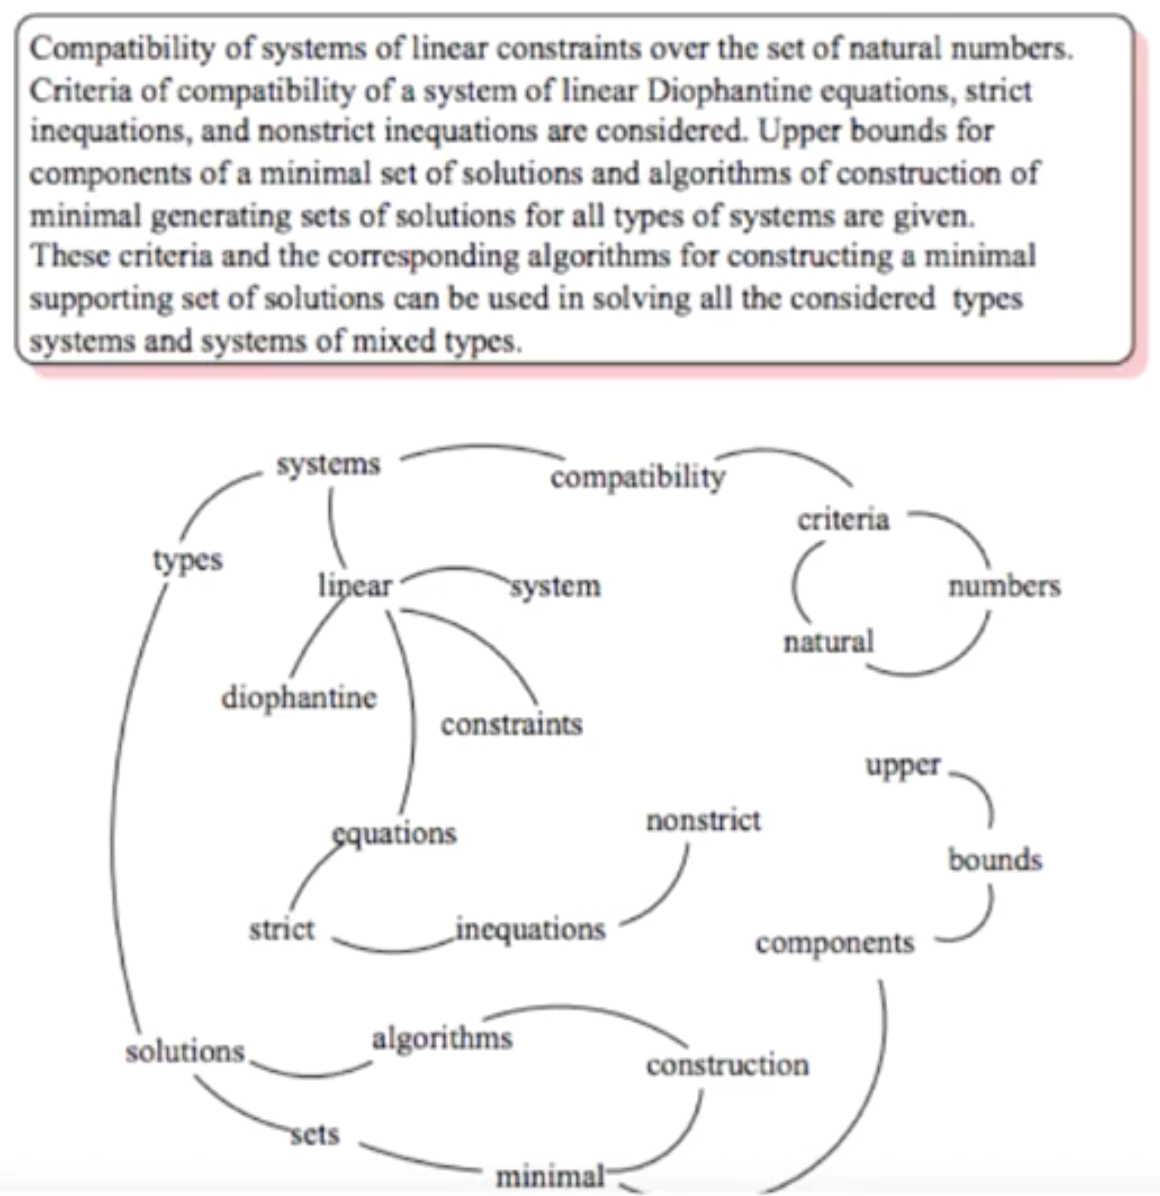 Compatibility of systems of linear constraints over the set of natural numbers.
Criteria of compatibility of a system of linear Diophantine equations, strict
inequations, and nonstrict inequations are considered. Upper bounds for
components of a minimal set of solutions and algorithms of construction of
minimal generating sets of solutions for all types of systems are given.
These criteria and the corresponding algorithms for constructing a minimal
supporting set of solutions can be used in solving all the considered types
systems and systems of mixed types.
systems
compatibility
criteria
types
linear
system
numbers
natural
diophantine
constraints
upper
nonstrict
equations
bounds
strict
inequations
components
algorithms
solutions
construction
sets
minimal